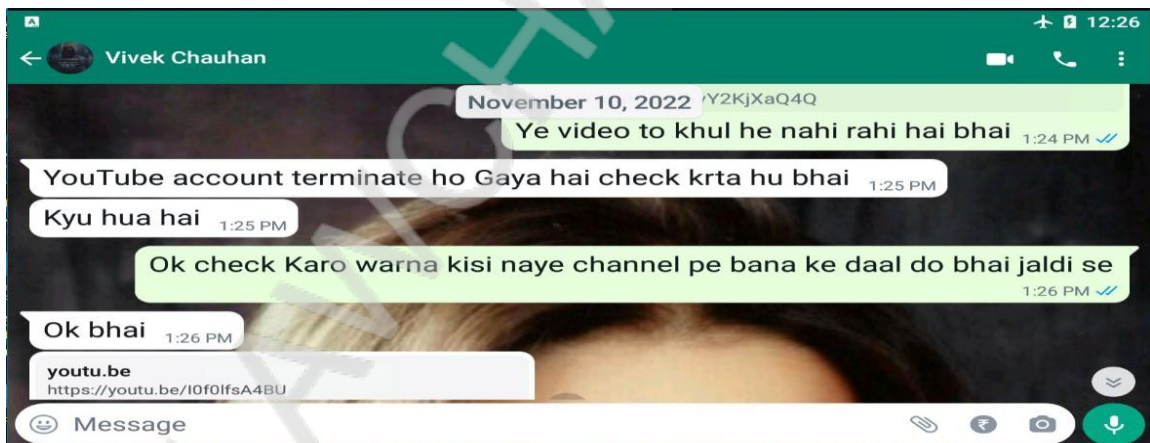 12:26
Vivek Chauhan
November 10, 2022
Y2KjXaQ4Q
Ye video to khul he nahi rahi hai bhai 1:24 PM
YouTube account terminate ho Gaya hai check krta hu bhai 1:25 PM
Kyu hua hai 1:25 PM
Ok check Karo warna kisi naye channel pe bana ke daal do bhai jaldi se
1:26 PM
Ok bhai 1:26 PM
youtu.be
https://youtu.be/I0f0IfsA4BU
Message